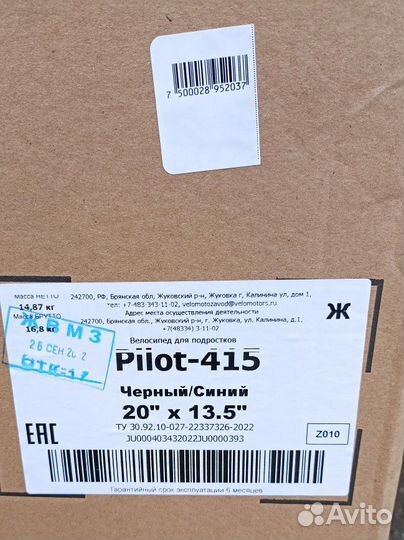 7 500028 952037
Масса НЕТТО
14,87 кг
Масса БРУТТО
16,8 кг
242700, РФ, Брянская обл, Жуковский р-н, Жуковка г, Калинина ул, дом 1,
тел: +7-483-343-11-02, velomotozavod@velomotors.ru
Адрес места осуществления деятельности
242700, Брянская обл., Жуковский р-н, г. Жуковка, ул. Калинина, д.1,
+7(48334) 3-11-02
Ж
Велосипед для подростков
Pilot-415
Черный/Синий
20" x 13.5"
ТУ 30.92.10-027-22337326-2022
JU000403432022JU0000393
Z010
ЕАС
Гарантийный срок эксплуатации 6 месяцев
ЖВМЗ
26 СЕН
Avito